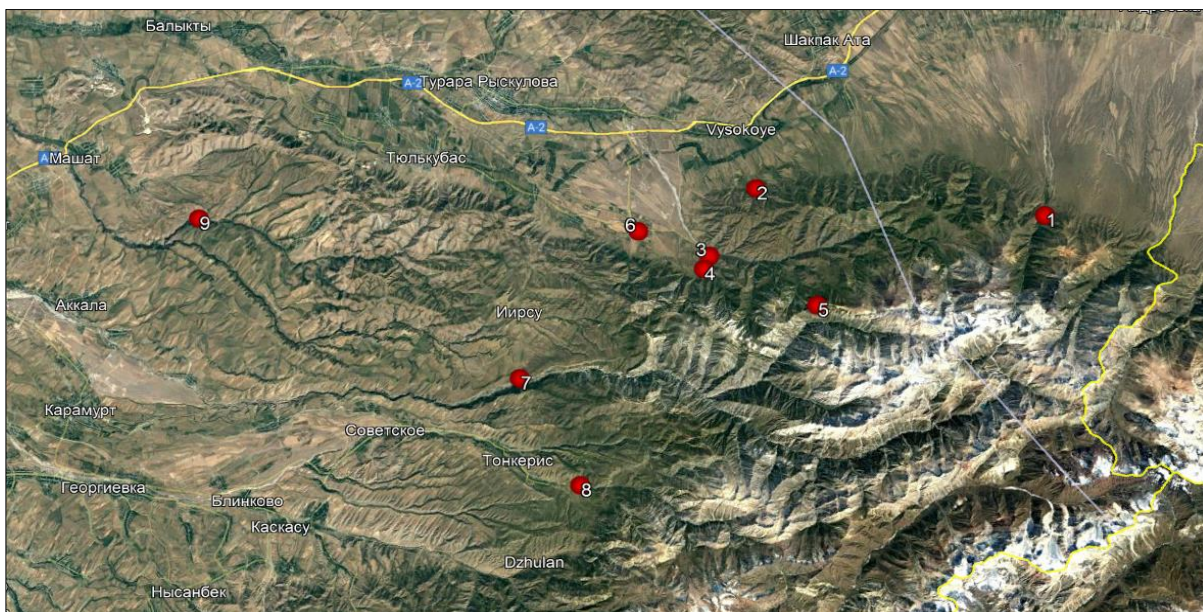 Балыкты
Шакпак Ата
A-2
A-2
Турара Рыскулова
A-2
Vysokoye
A
Машат
Тюлькубас
2
1
9
6
3
4
Аккала
Иирсу
5
7
Карамурт
Советское
Тонкерис
Георгиевка
8
Блинково
Каскасу
Dzhulan
Нысанбек